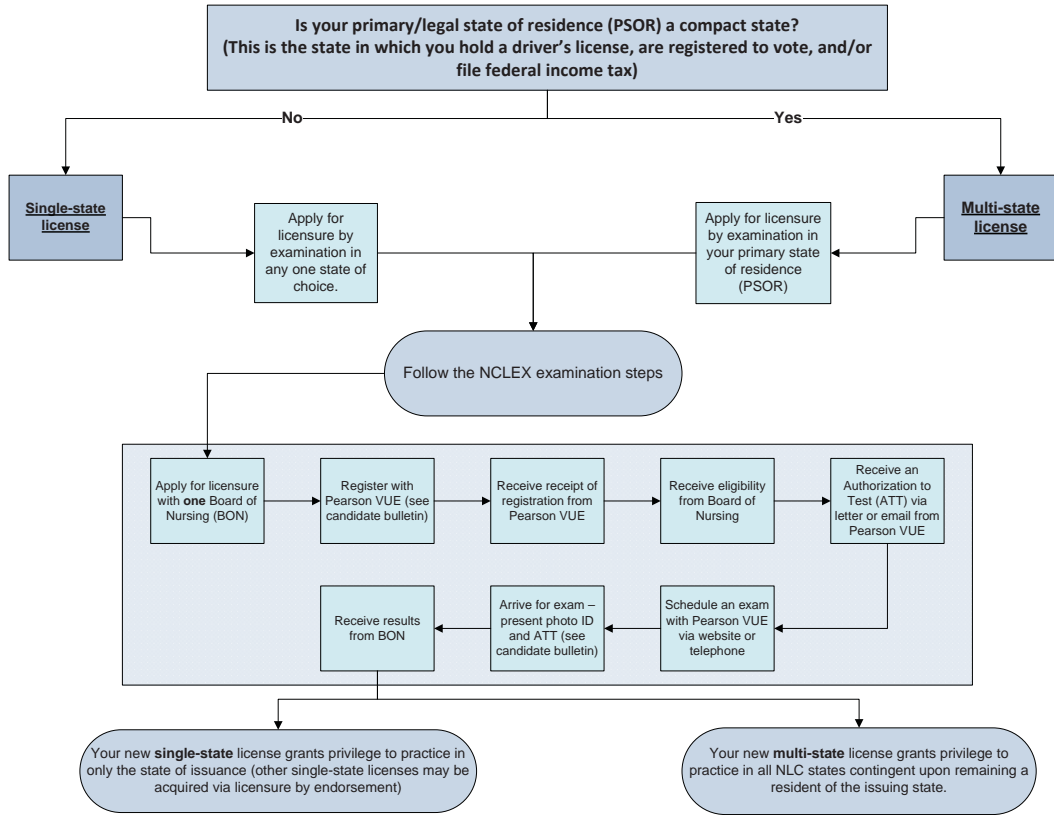 Is your primary/legal state of residence (PSOR) a compact state?
(This is the state in which you hold a driver’s license, are registered to vote, and/or
file federal income tax)
No
Yes
Single-state
license
Apply for
licensure by
examination in
any one state of
choice.
Apply for licensure
by examination in
your primary state
of residence
(PSOR)
Multi-state
license
Follow the NCLEX examination steps
Apply for licensure
with one Board of
Nursing (BON)
Register with
Pearson VUE (see
candidate bulletin)
Receive receipt of
registration from
Pearson VUE
Receive eligibility
from Board of
Nursing
Receive an
Authorization to
Test (ATT) via
letter or email from
Pearson VUE
Schedule an exam
with Pearson VUE
via website or
telephone
Arrive for exam –
present photo ID
and ATT (see
candidate bulletin)
Receive results
from BON
Your new single-state license grants privilege to practice in
only the state of issuance (other single-state licenses may be
acquired via licensure by endorsement)
Your new multi-state license grants privilege to
practice in all NLC states contingent upon remaining a
resident of the issuing state.